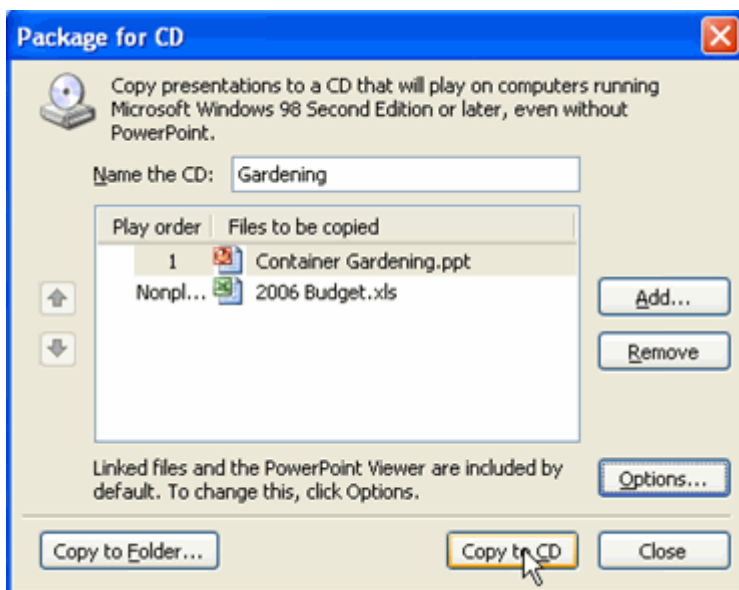 Package for CD
Copy presentations to a CD that will play on computers running
Microsoft Windows 98 Second Edition or later, even without
PowerPoint.
Name the CD: Gardening
Play order Files to be copied
1 Container Gardening.ppt
Nonpl... 2006 Budget.xls
Add...
Remove
Linked files and the PowerPoint Viewer are included by
default. To change this, click Options.
Options...
Copy to Folder... Copy to CD Close